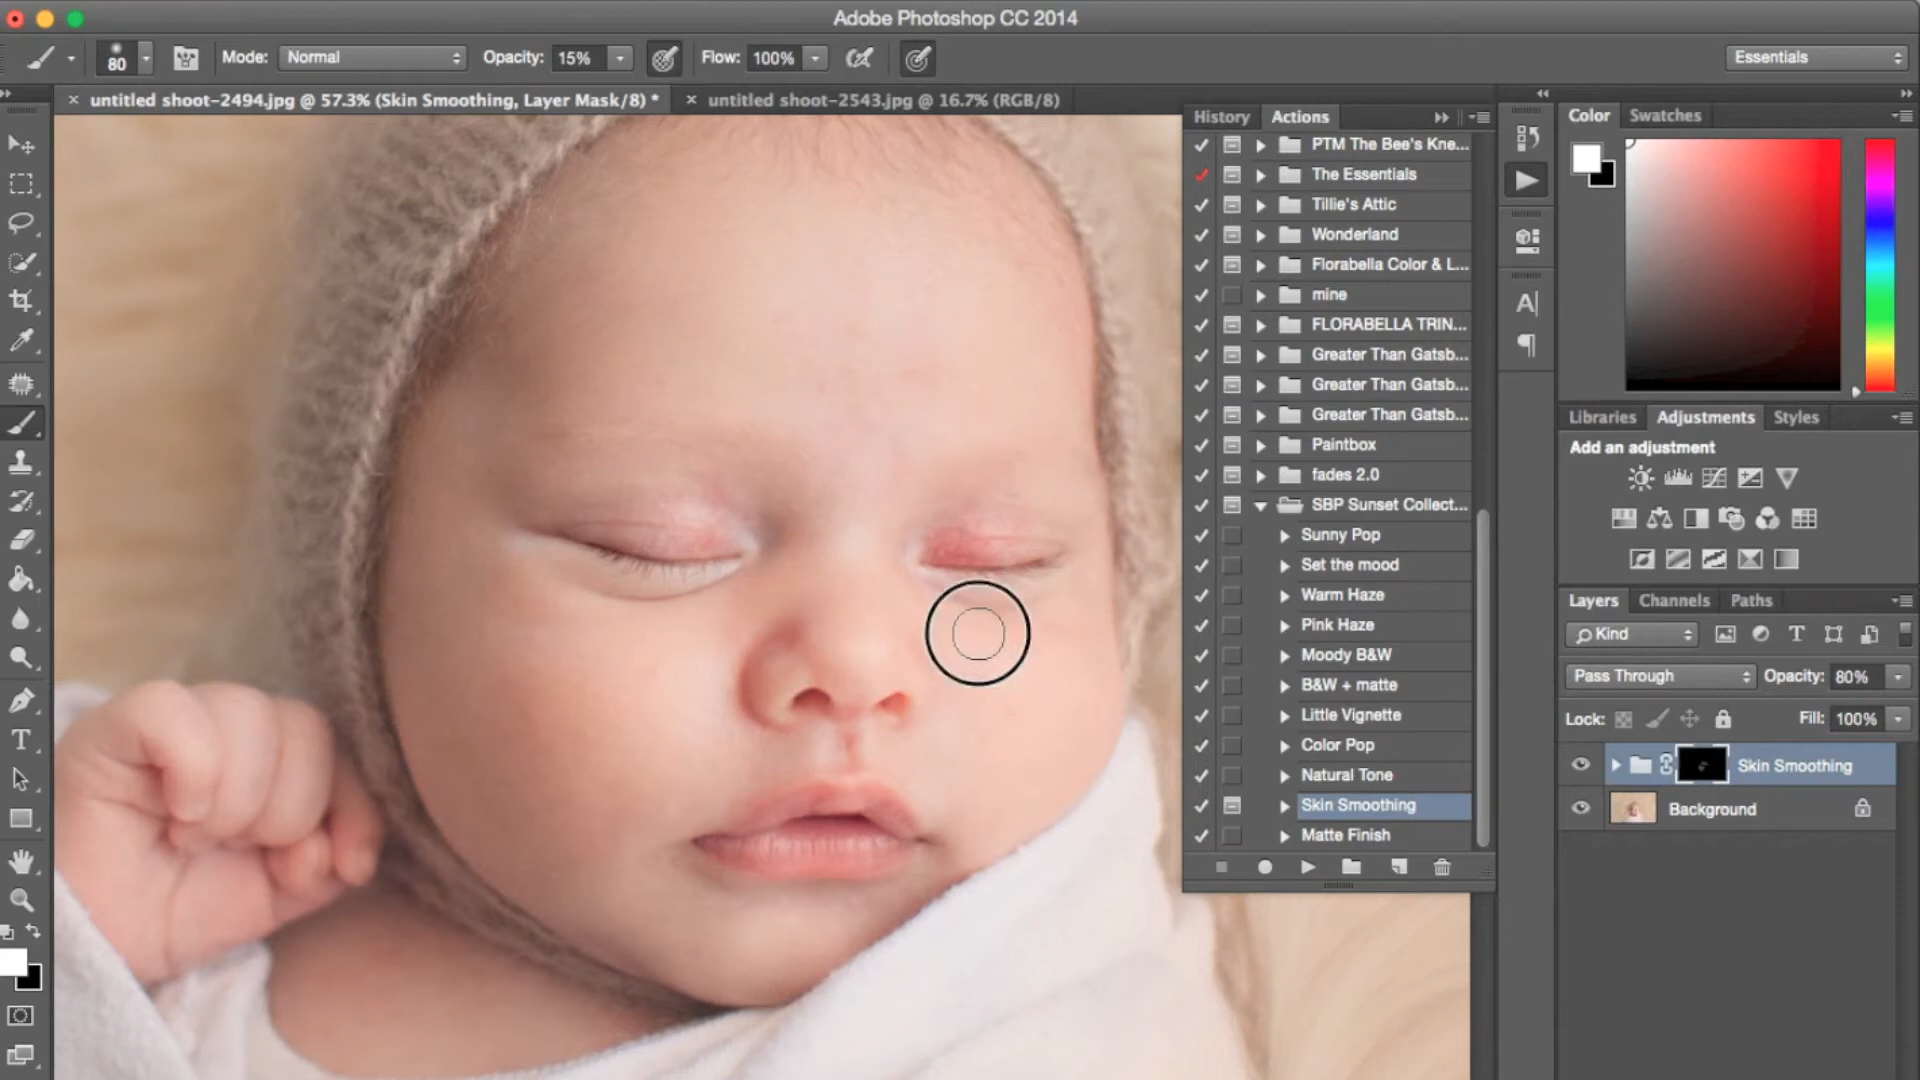 Adobe Photoshop CC 2014
80
Mode: Normal
Opacity: 15%
Flow: 100%
Essentials
untitled shoot-2494.jpg @ 57.3% (Skin Smoothing, Layer Mask/8) *
untitled shoot-2543.jpg @ 16.7% (RGB/8)
History
Actions
PTM The Bee's Kne...
The Essentials
Tillie's Attic
Wonderland
Florabella Color & L...
mine
FLORABELLA TRIN...
Greater Than Gatsb...
Greater Than Gatsb...
Greater Than Gatsb...
Paintbox
fades 2.0
SBP Sunset Collect...
Sunny Pop
Set the mood
Warm Haze
Pink Haze
Moody B&W
B&W + matte
Little Vignette
Color Pop
Natural Tone
Skin Smoothing
Matte Finish
Color
Swatches
Libraries
Adjustments
Styles
Add an adjustment
Layers
Channels
Paths
Kind
Pass Through
Opacity: 80%
Lock:
Fill: 100%
Skin Smoothing
Background